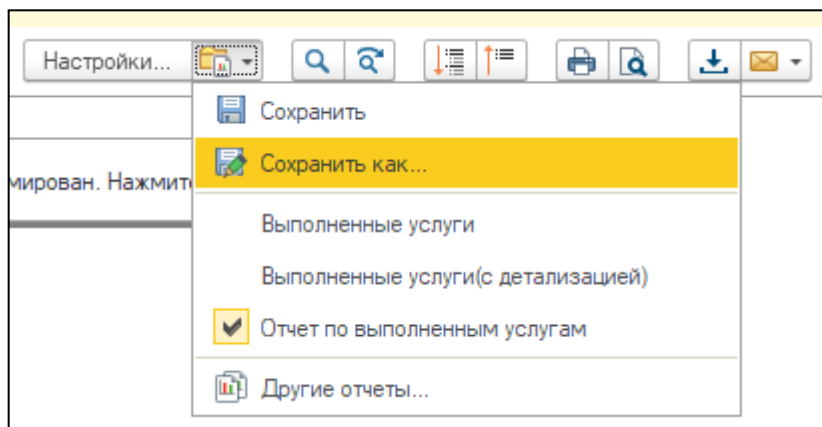 Настройки...
Сохранить
Сохранить как...
мирован. Нажмит
Выполненные услуги
Выполненные услуги(с детализацией)
Отчет по выполненным услугам
Другие отчеты...